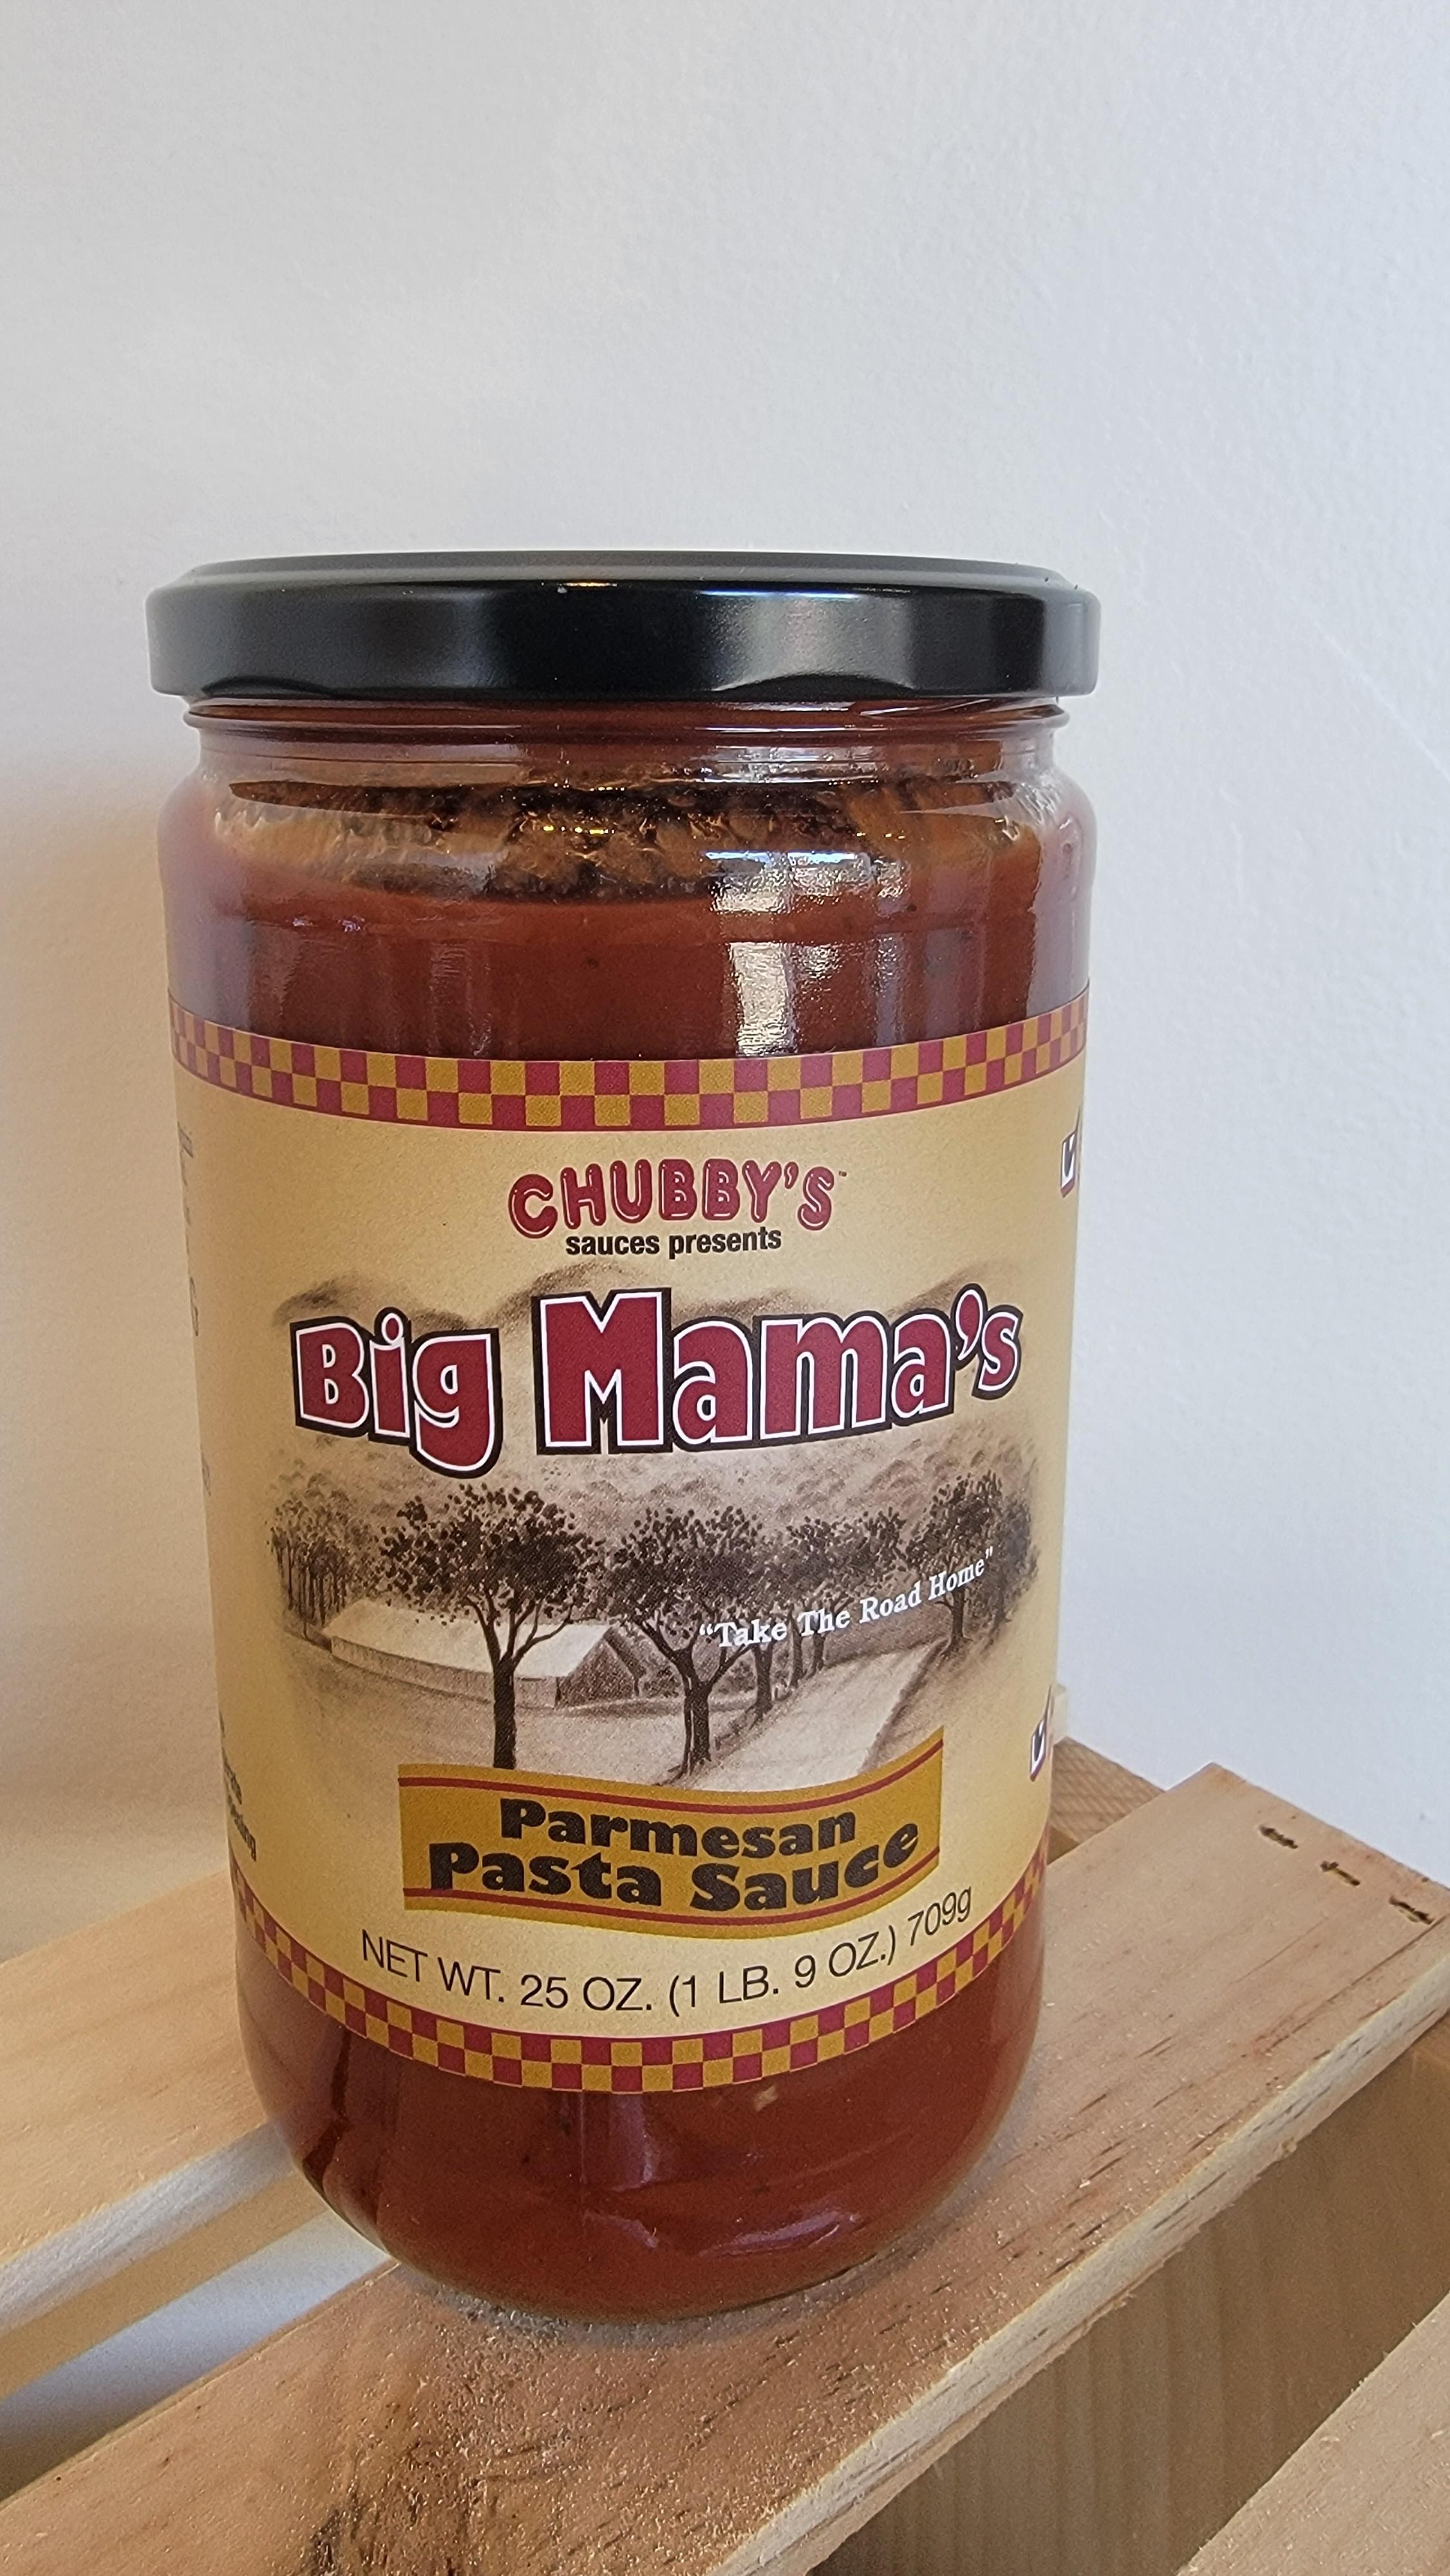 CHUBBY'S™
sauces presents
Big Mama's
"Take The Road Home"
Parmesan
Pasta Sauce
NET WT. 25 OZ. (1 LB. 9 OZ.) 709g